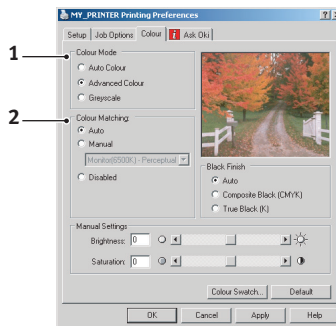 MY_PRINTER Printing Preferences
Setup Job Options Colour Ask Oki
1
Colour Mode
Auto Colour
Advanced Colour
Greyscale
2
Colour Matching:
Auto
Manual
Monitor(6500K) - Perceptual
Disabled
Black Finish
Auto
Composite Black (CMYK)
True Black (K)
Manual Settings
Brightness: 0
Saturation: 0
Colour Swatch... Default
OK Cancel Apply Help